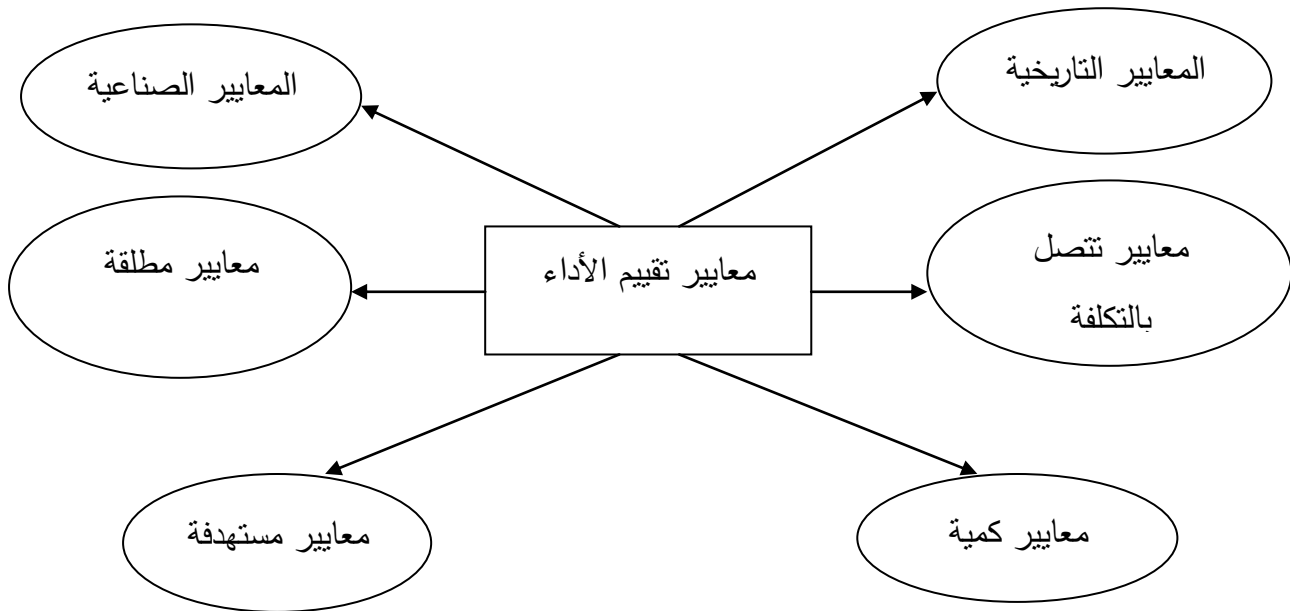 المعايير التاريخية
المعايير الصناعية
معايير تتصل
بالتكلفة
معايير تقييم الأداء
معايير مطلقة
معايير كمية
معايير مستهدفة